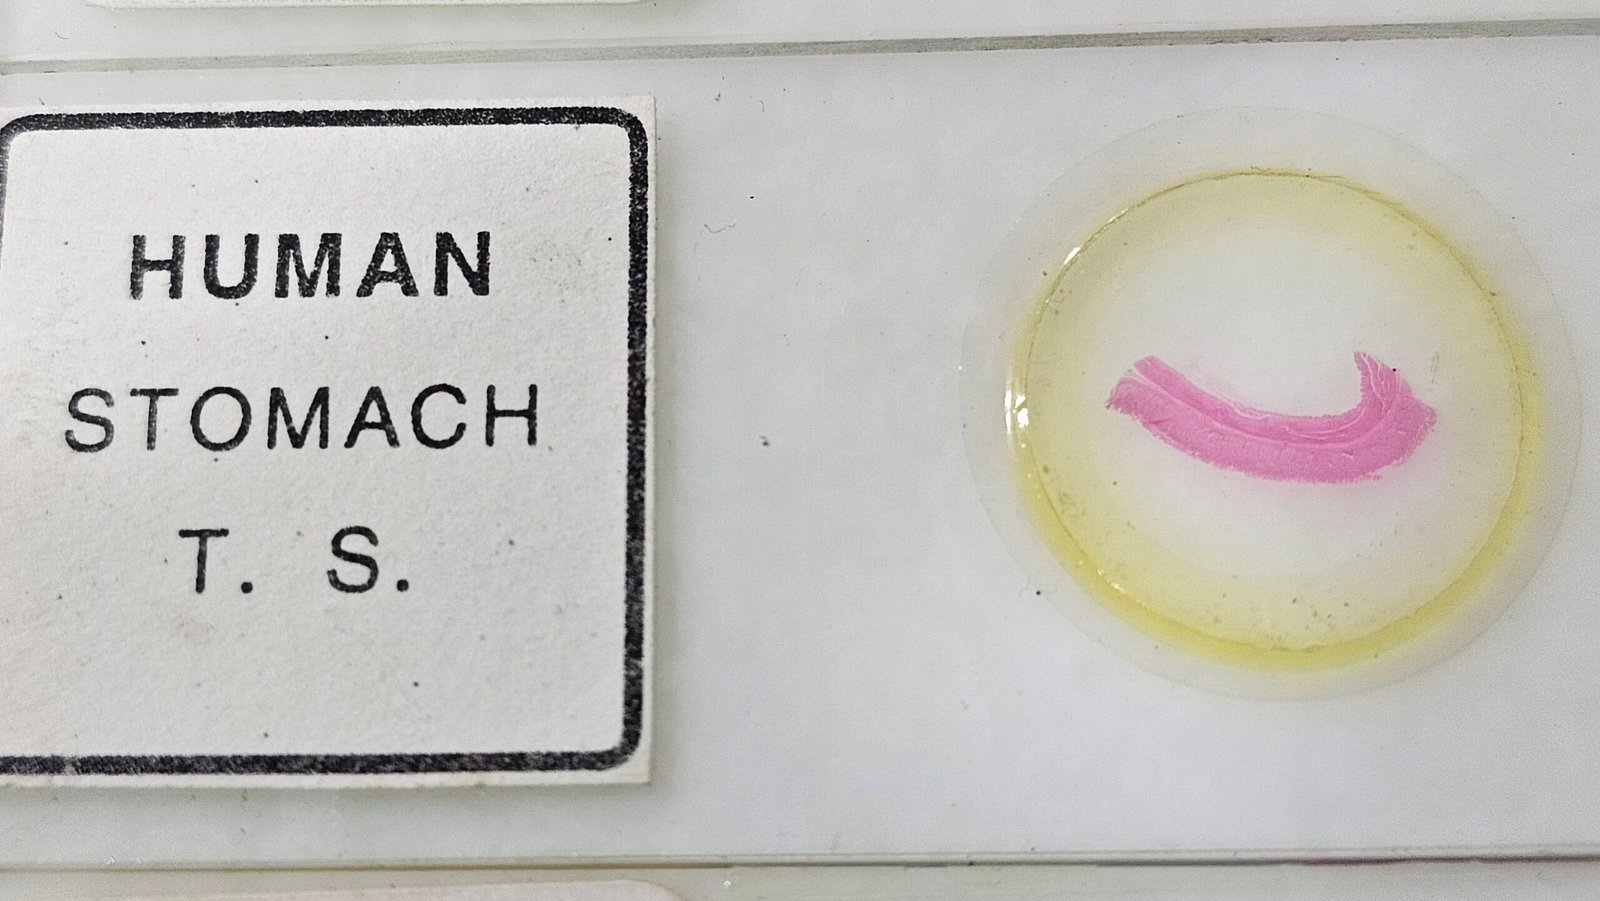 HUMAN
STOMACH
T. S.